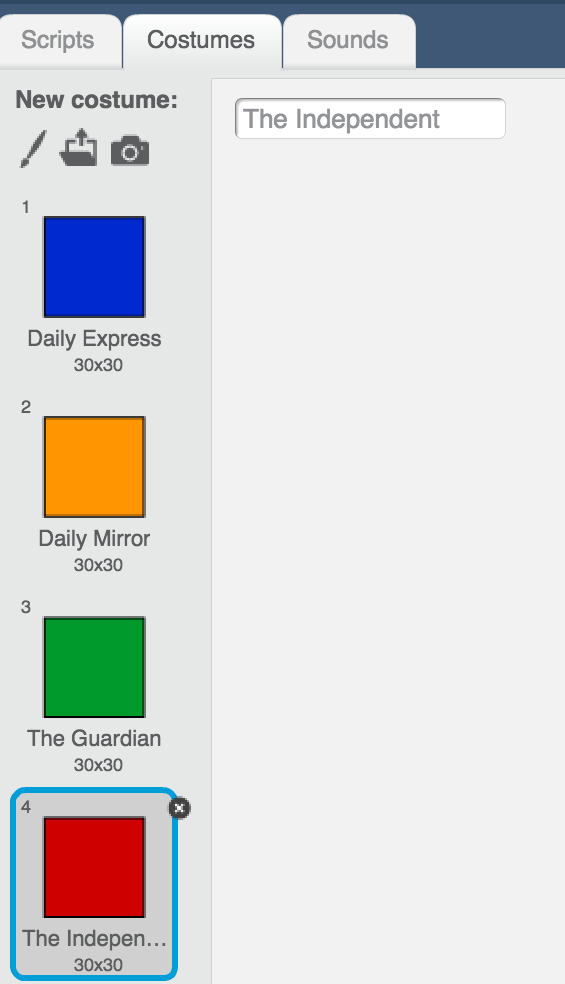 Scripts Costumes Sounds
New costume:
The Independent
1
Daily Express
30x30
2
Daily Mirror
30x30
3
The Guardian
30x30
4
The Indepen...
30x30